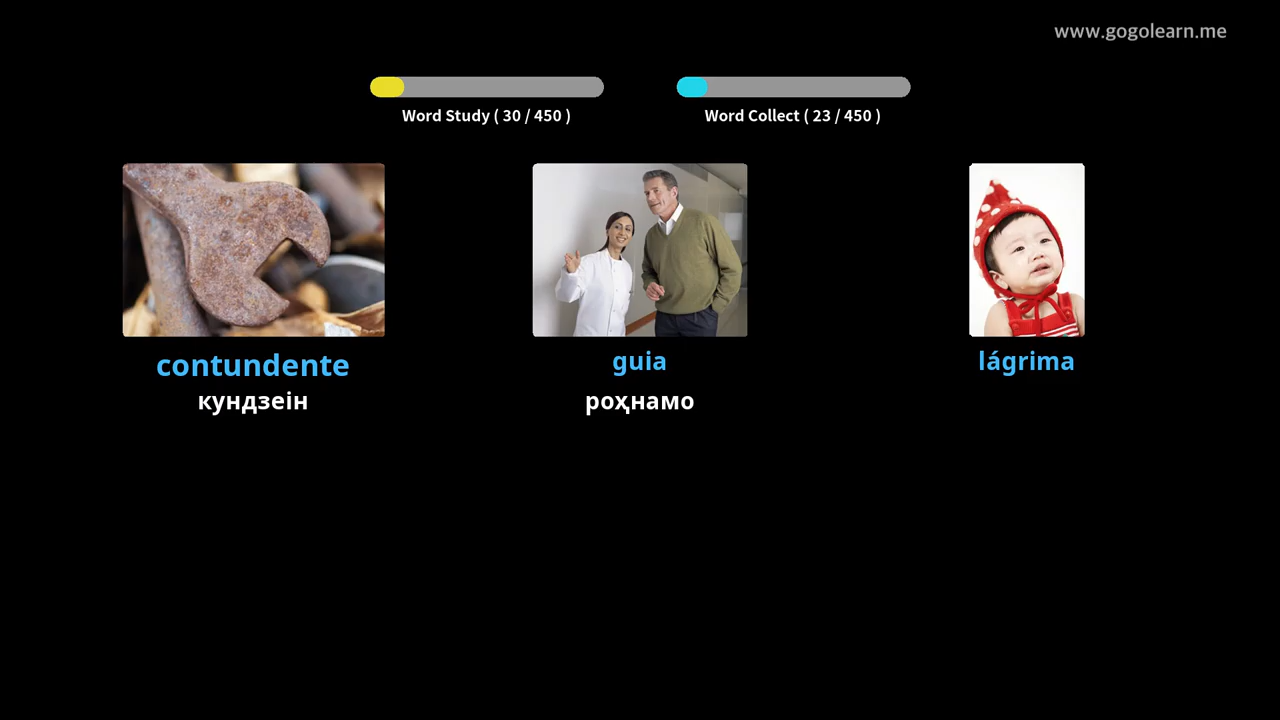 www.gogolearn.me
Word Study ( 30 / 450 )
Word Collect ( 23 / 450 )
contundente
guia
lágrima
кундзеін
роҳнамо